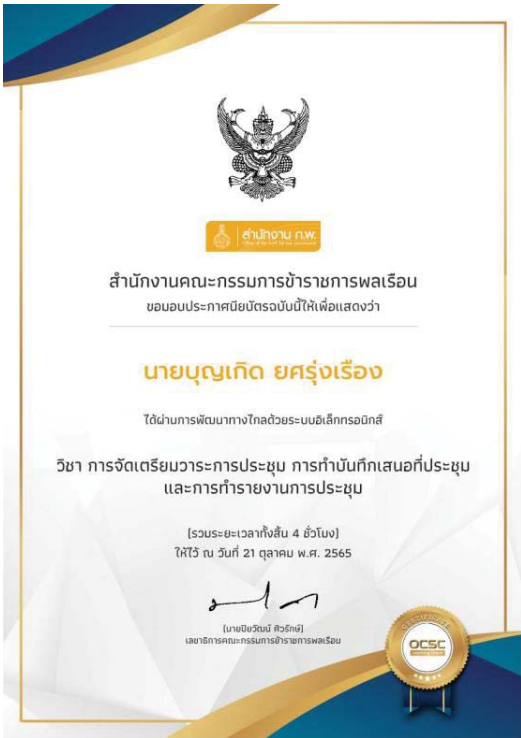 สำนักงาน ก.พ.
สำนักงานคณะกรรมการข้าราชการพลเรือน
ขอมอบประกาศนียบัตรฉบับนี้ให้เพื่อแสดงว่า
นายบุญเกิด ยศรุ่งเรือง
ได้ผ่านการพัฒนาทางไกลด้วยระบบอิเล็กทรอนิกส์
วิชา การจัดเตรียมวาระการประชุม การทำบันทึกเสนอที่ประชุม
และการทำรายงานการประชุม
(รวมระยะเวลาทั้งสิ้น 4 ชั่วโมง)
ให้ไว้ ณ วันที่ 21 ตุลาคม พ.ศ. 2565
(นายปิยวัฒน์ ศิวรักษ์)
เลขาธิการคณะกรรมการข้าราชการพลเรือน
CERTIFICATE
OCSC